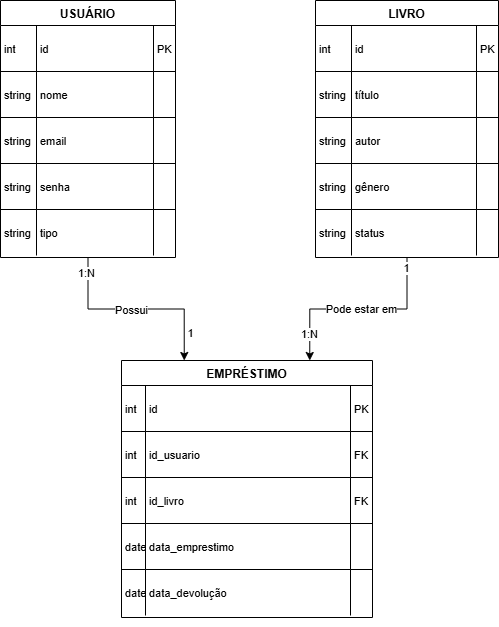 USUÁRIO
int id PK
string nome
string email
string senha
string tipo
LIVRO
int id PK
string título
string autor
string gênero
string status
1:N
Possui
1
1
Pode estar em
1:N
EMPRÉSTIMO
int id PK
int id_usuario FK
int id_livro FK
date data_emprestimo
date data_devolução